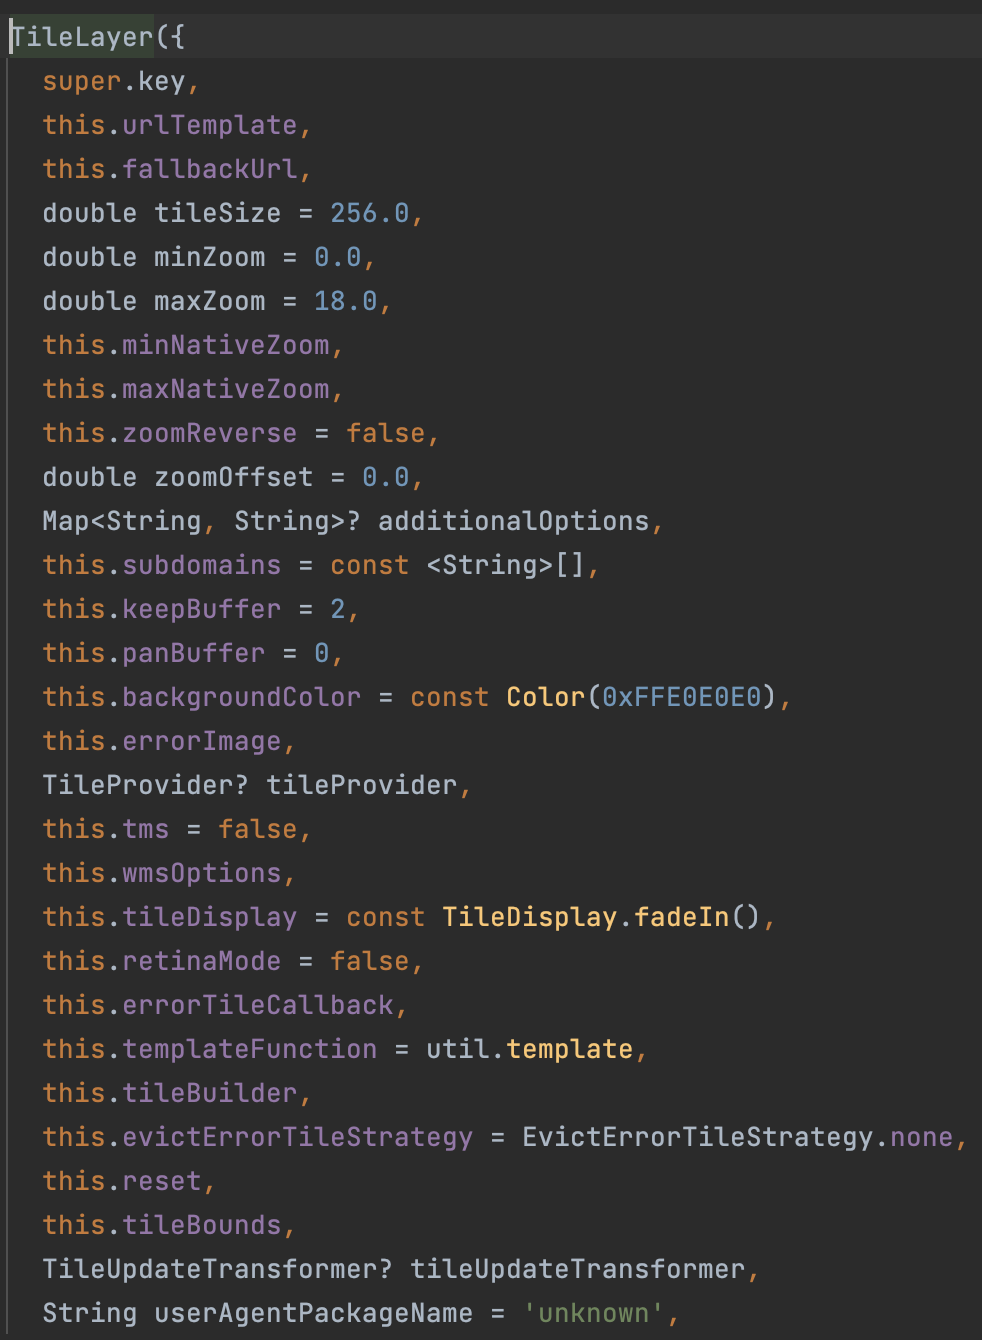 TileLayer({
super.key,
this.urlTemplate,
this.fallbackUrl,
double tileSize = 256.0,
double minZoom = 0.0,
double maxZoom = 18.0,
this.minNativeZoom,
this.maxNativeZoom,
this.zoomReverse = false,
double zoomOffset = 0.0,
Map<String, String>? additionalOptions,
this.subdomains = const <String>[],
this.keepBuffer = 2,
this.panBuffer = 0,
this.backgroundColor = const Color(0xFFE0E0E0),
this.errorImage,
TileProvider? tileProvider,
this.tms = false,
this.wmsOptions,
this.tileDisplay = const TileDisplay.fadeIn(),
this.retinaMode = false,
this.errorTileCallback,
this.templateFunction = util.template,
this.tileBuilder,
this.evictErrorTileStrategy = EvictErrorTileStrategy.none,
this.reset,
this.tileBounds,
TileUpdateTransformer? tileUpdateTransformer,
String userAgentPackageName = 'unknown',